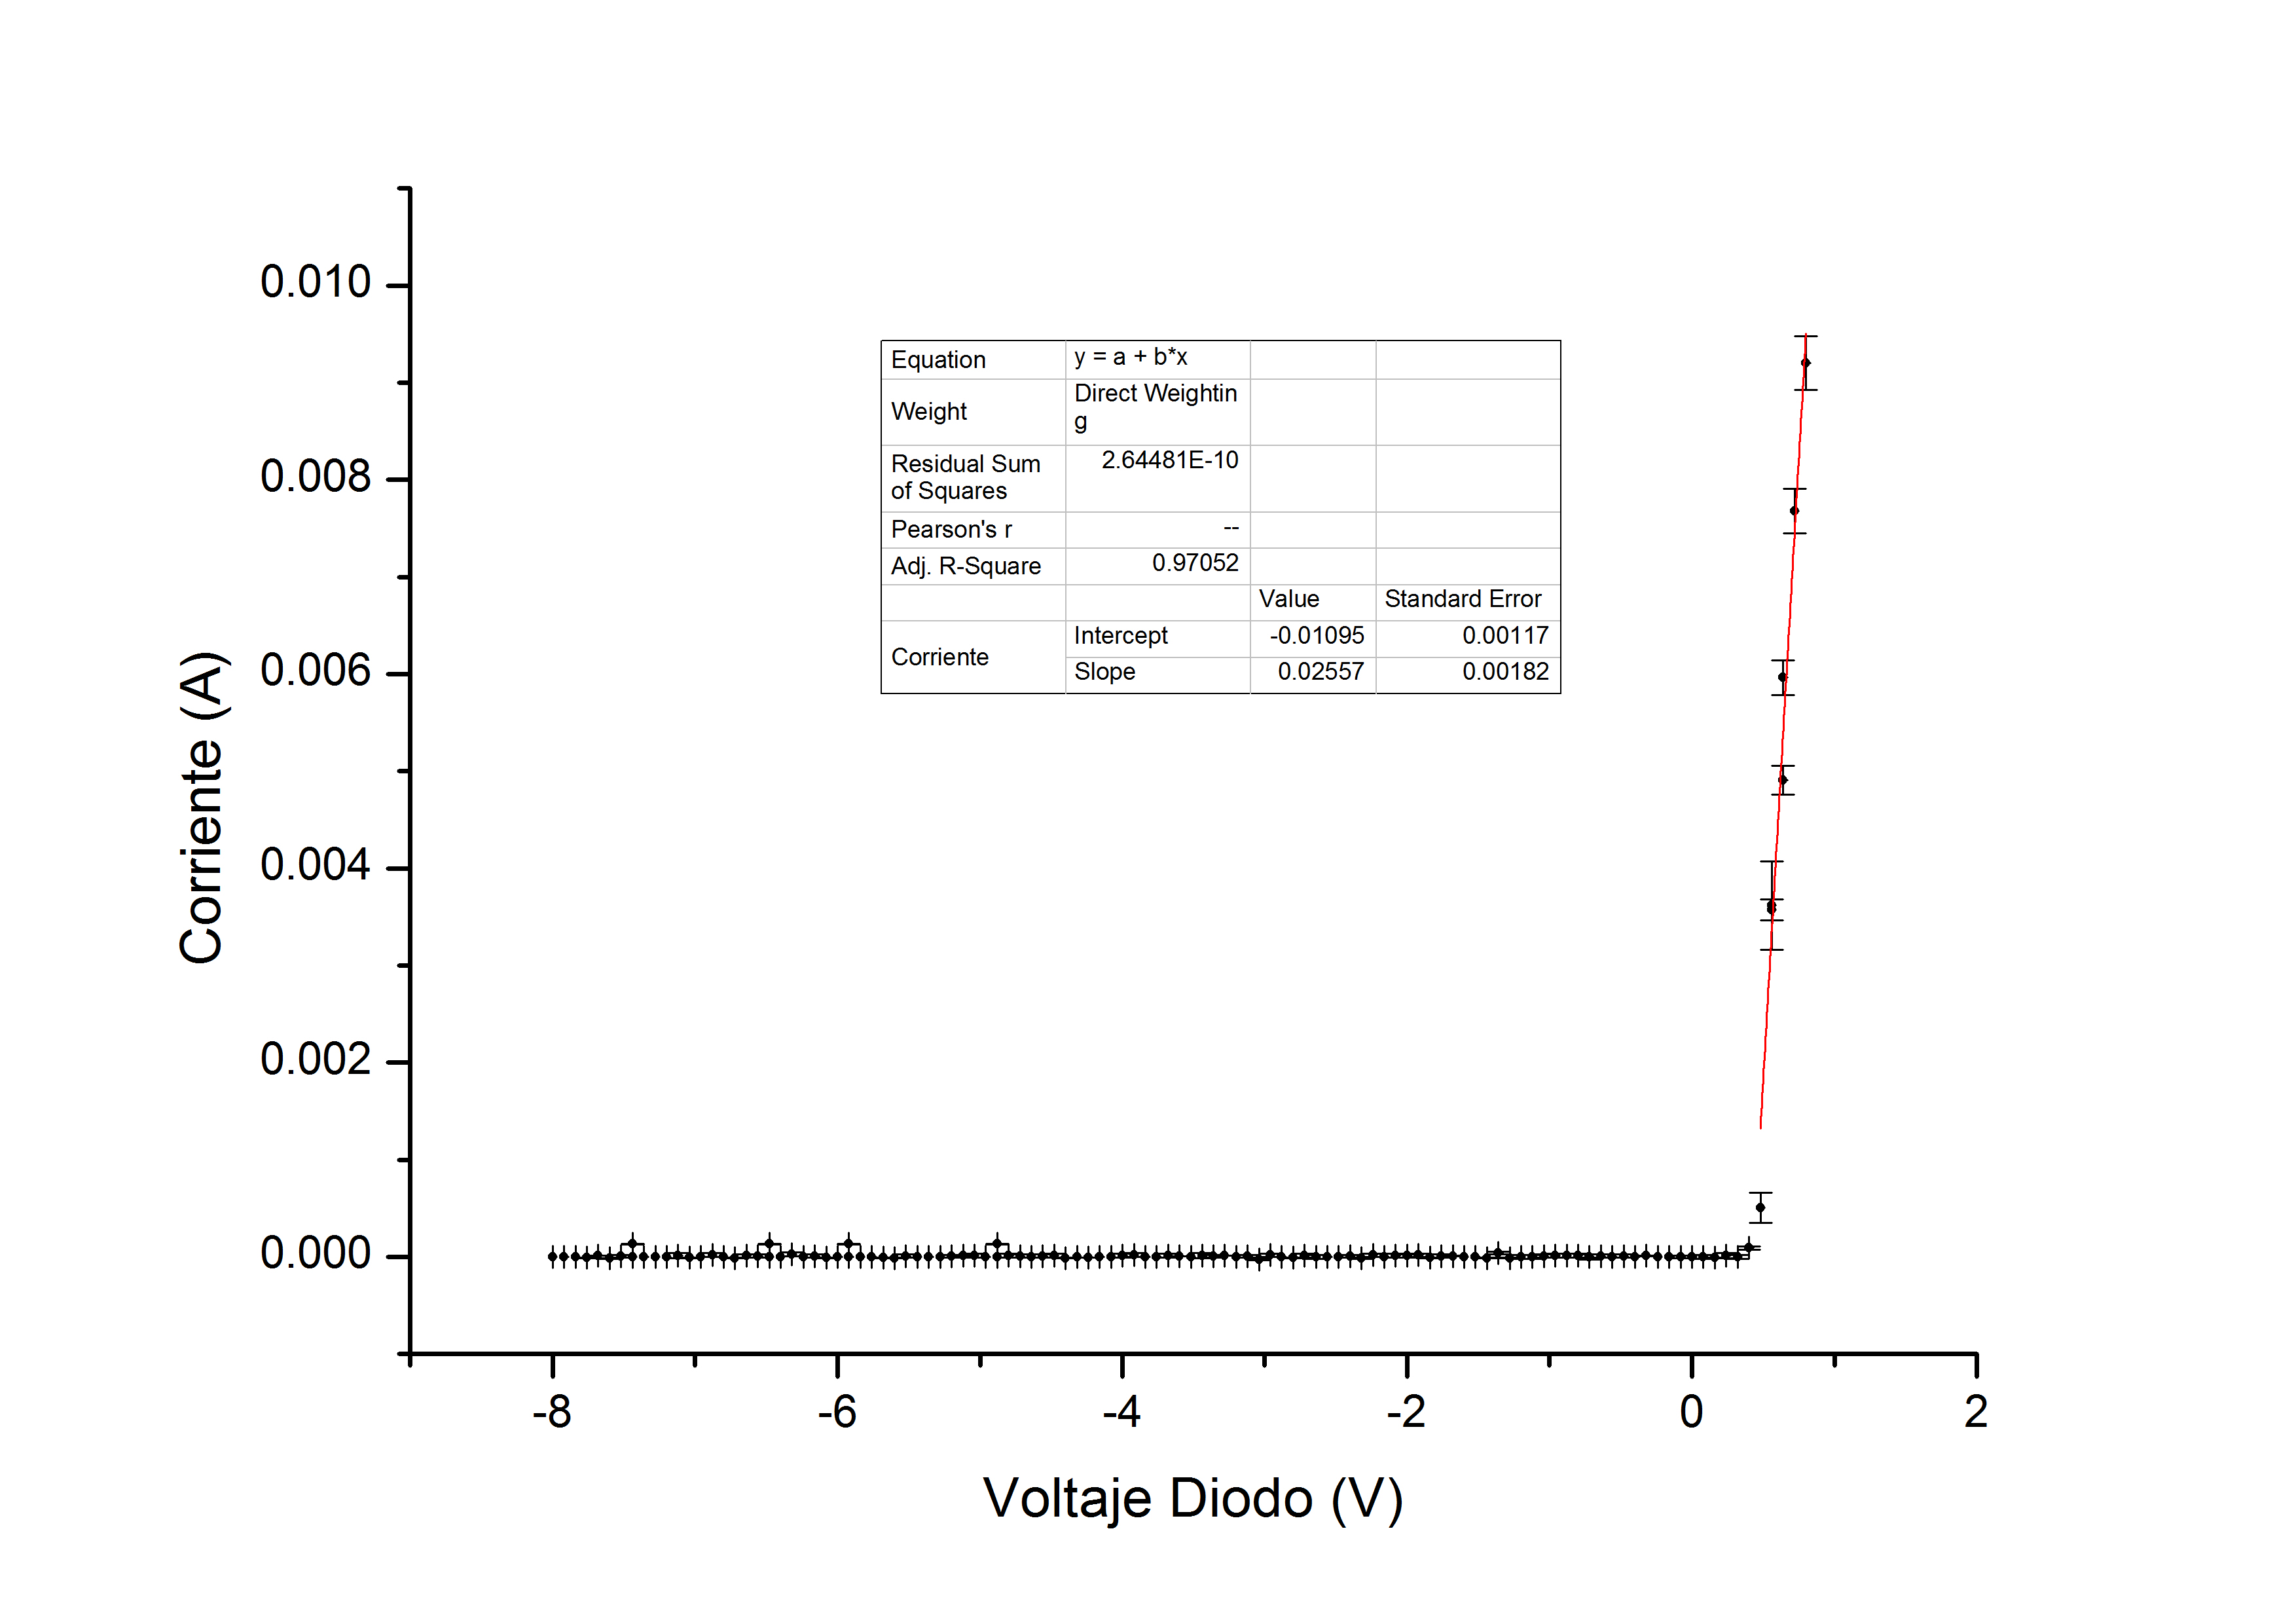 0.010
0.008
0.006
0.004
0.002
0.000
Corriente (A)
Equation y = a + b*x
Weight Direct Weightin
g
Residual Sum
of Squares 2.64481E-10
Pearson's r --
Adj. R-Square 0.97052
Value Standard Error
Corriente Intercept -0.01095 0.00117
Slope 0.02557 0.00182
-8 -6 -4 -2 0 2
Voltaje Diodo (V)